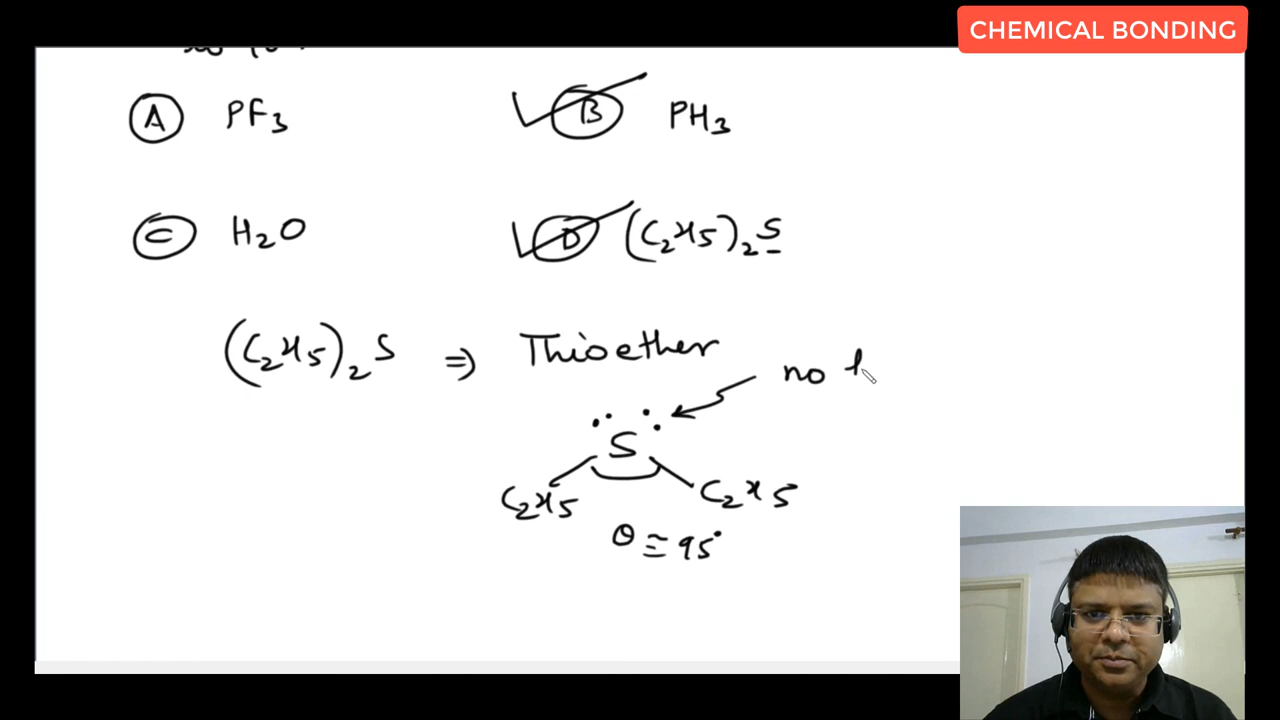 CHEMICAL BONDING
A PF3 B PH3
C H2O D (C2H5)2S
(C2H5)2S ⇒ Thioether
no
S
C2H5 C2H5
θ ≅ 95°